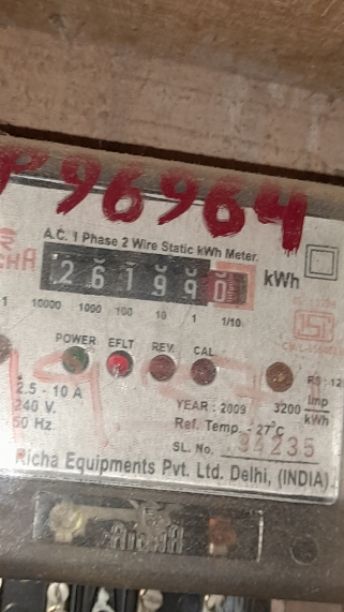 P96964
A.C. 1 Phase 2 Wire Static kWh Meter.
261990 kWh
10000 1000 100 10 1 1/10
POWER EFLT REV. CAL
2.5 - 10 A
240 V.
50 Hz.
YEAR : 2009 3200 Imp/kWh
Ref. Temp. - 27°C
SL. No. 94235
Richa Equipments Pvt. Ltd. Delhi, (INDIA)